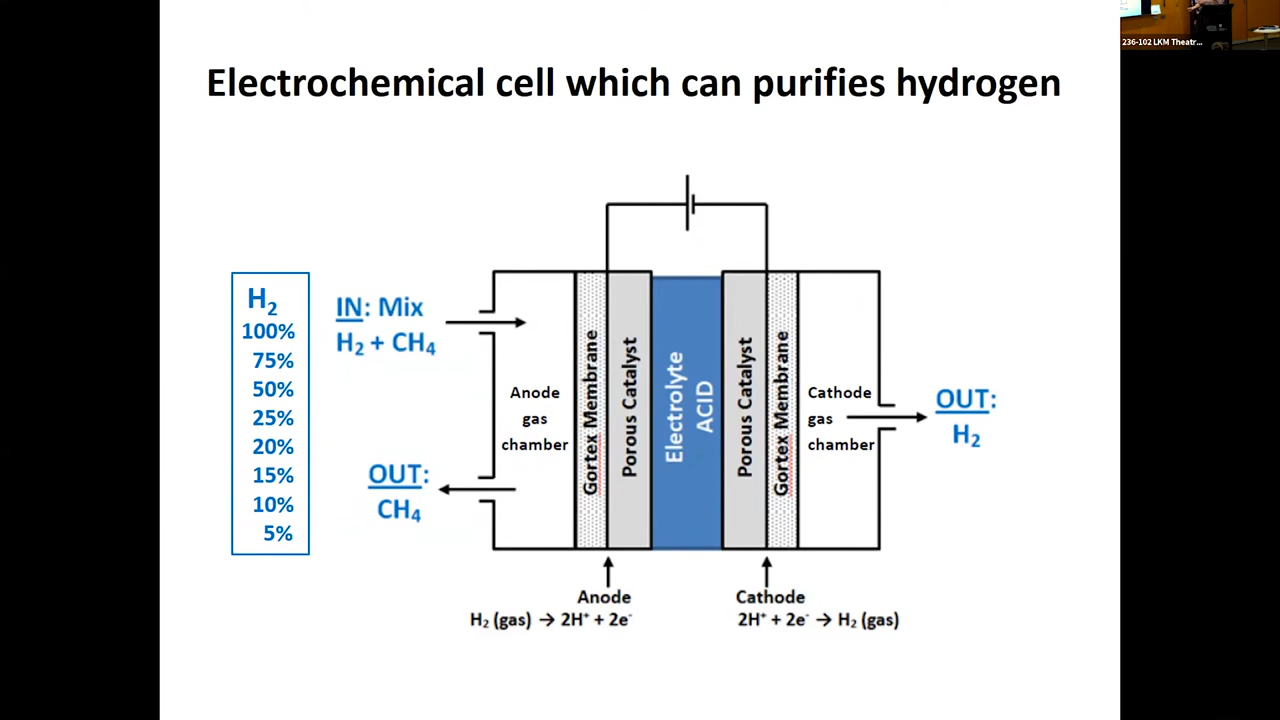 236-102 LKM Theatr...
Electrochemical cell which can purifies hydrogen
H₂
100%
75%
50%
25%
20%
15%
10%
5%
IN: Mix
H₂ + CH₄
OUT:
CH₄
Anode
gas
chamber
Gortex Membrane
Porous Catalyst
Electrolyte
ACID
Porous Catalyst
Gortex Membrane
Cathode
gas
chamber
OUT:
H₂
Anode
H₂ (gas) → 2H⁺ + 2e⁻
Cathode
2H⁺ + 2e⁻ → H₂ (gas)